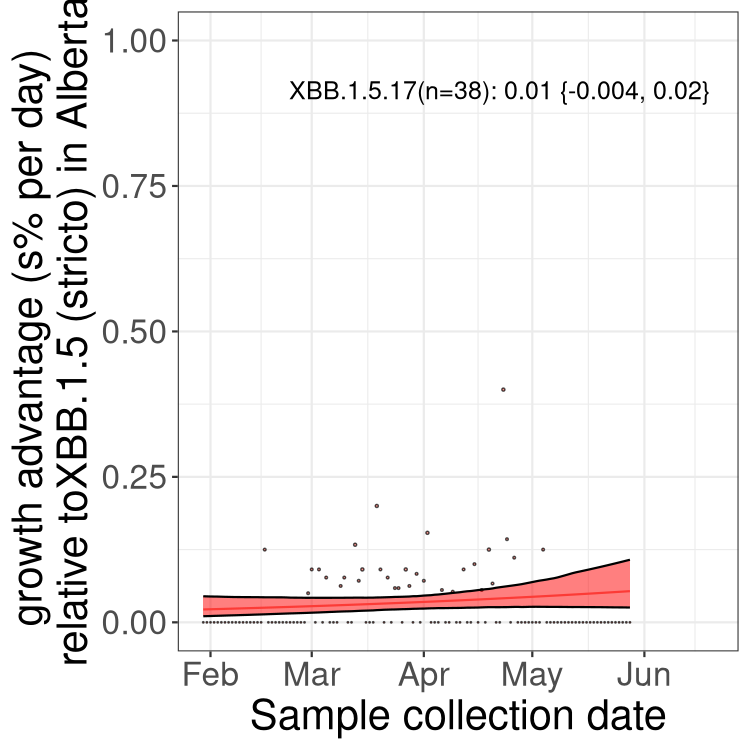 growth advantage (s% per day)
relative toXBB.1.5 (stricto) in Alberta
1.00
XBB.1.5.17(n=38): 0.01 {-0.004, 0.02}
0.75
0.50
0.25
0.00
Feb Mar Apr May Jun
Sample collection date